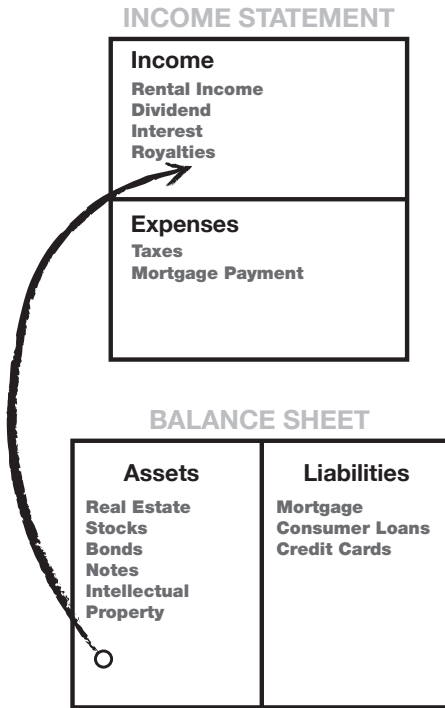 INCOME STATEMENT
Income
Rental Income
Dividend
Interest
Royalties
Expenses
Taxes
Mortgage Payment
BALANCE SHEET
Assets
Real Estate
Stocks
Bonds
Notes
Intellectual
Property
Liabilities
Mortgage
Consumer Loans
Credit Cards